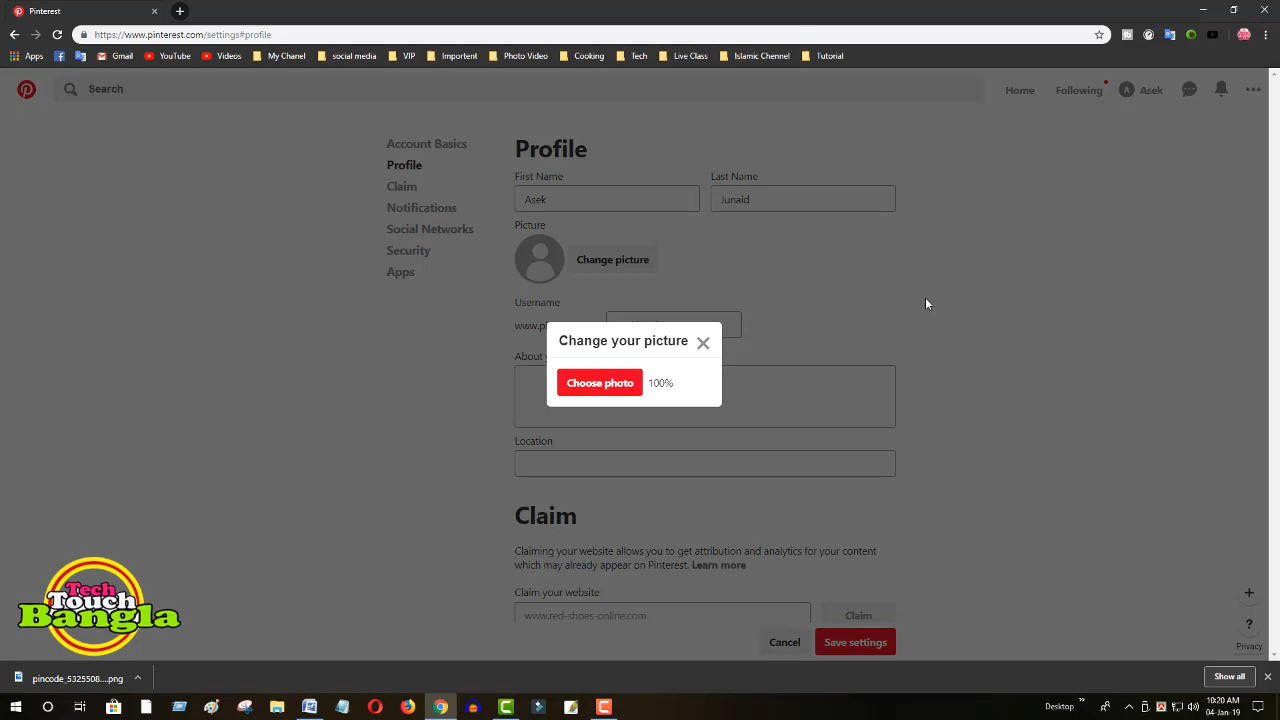 Pinterest
https://www.pinterest.com/settings#profile
Apps Gmail YouTube Videos My Chanel social media VIP Importent Photo Video Cooking Tech Live Class Islamic Channel Tutorial
Search
Home Following A Asek
Account Basics
Profile
Claim
Notifications
Social Networks
Security
Apps
Profile
First Name Last Name
Asek Junaid
Picture
Change picture
Username
www.p
About
Change your picture
Choose photo 100%
Location
Claim
Claiming your website allows you to get attribution and analytics for your content
which may already appear on Pinterest. Learn more
Claim your website
www.red-shoes-online.com Claim
Cancel Save settings
Privacy
Tech
Touch
Bangla
pincode_5325508....png
Show all
Desktop
10:20 AM
04-Jan-19